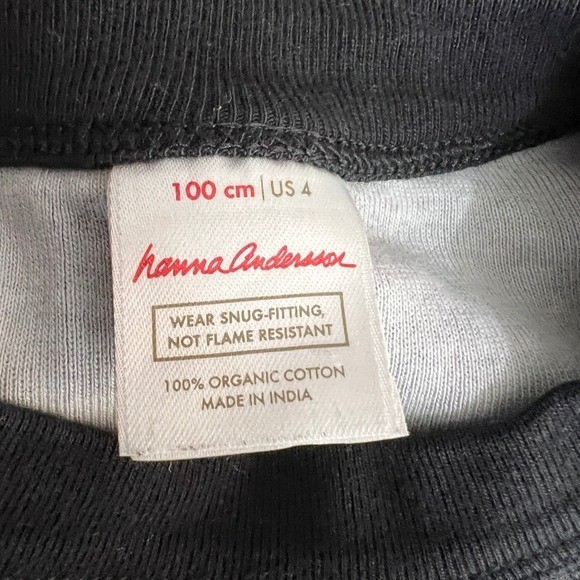 100 cm | US 4
hanna Andersson
WEAR SNUG-FITTING,
NOT FLAME RESISTANT
100% ORGANIC COTTON
MADE IN INDIA